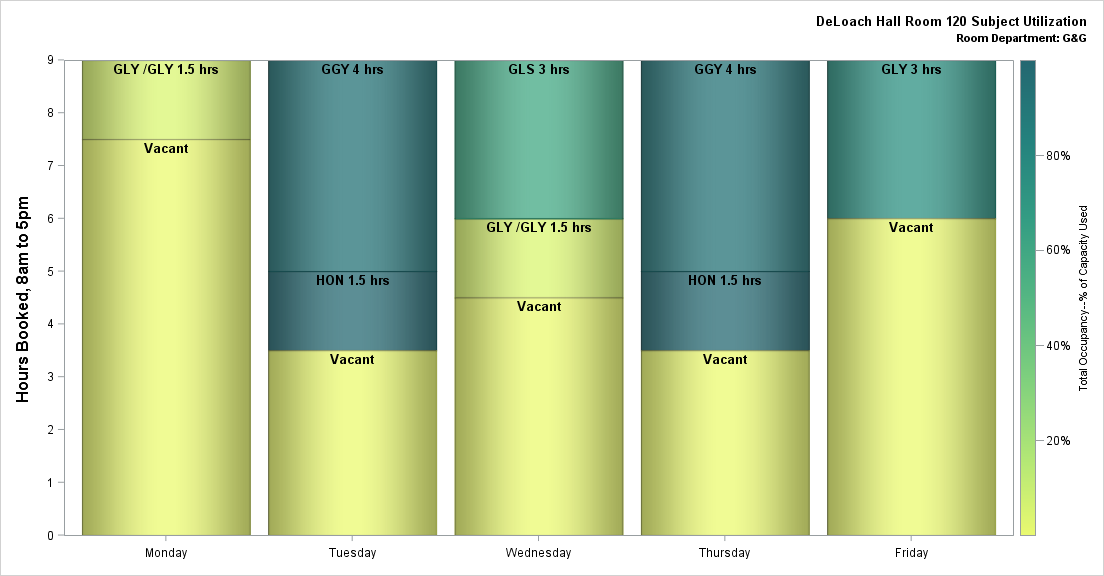 DeLoach Hall Room 120 Subject Utilization
Room Department: G&G
Hours Booked, 8am to 5pm
9
8
7
6
5
4
3
2
1
0
GLY /GLY 1.5 hrs
Vacant
GGY 4 hrs
HON 1.5 hrs
Vacant
GLS 3 hrs
GLY /GLY 1.5 hrs
Vacant
GGY 4 hrs
HON 1.5 hrs
Vacant
GLY 3 hrs
Vacant
Monday
Tuesday
Wednesday
Thursday
Friday
80%
60%
40%
20%
Total Occupancy--% of Capacity Used